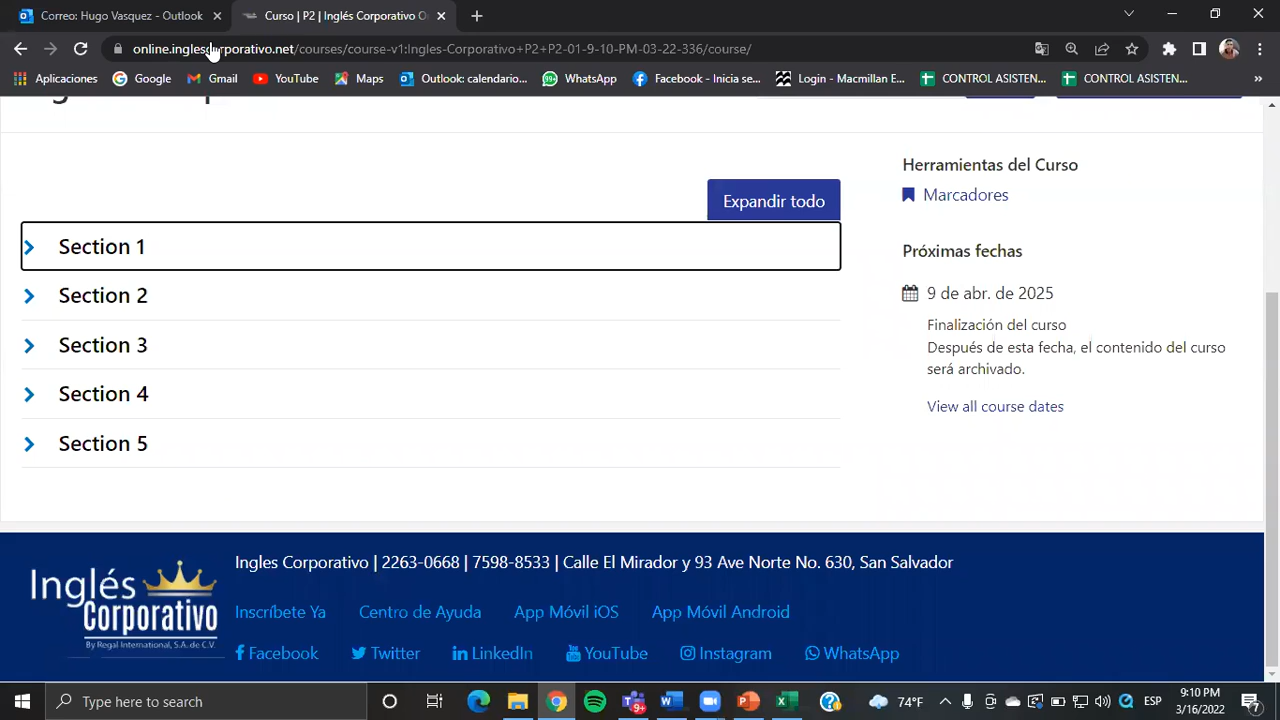 Correo: Hugo Vasquez - Outlook
Curso | P2 | Inglés Corporativo O
online.inglescorporativo.net/courses/course-v1:Ingles-Corporativo+P2+P2-01-9-10-PM-03-22-336/course/
Aplicaciones Google Gmail YouTube Maps Outlook: calendario... 99+ WhatsApp Facebook - Inicia se... Login - Macmillan E... CONTROL ASISTEN... CONTROL ASISTEN... »
Expandir todo
Section 1
Section 2
Section 3
Section 4
Section 5
Herramientas del Curso
Marcadores
Próximas fechas
9 de abr. de 2025
Finalización del curso
Después de esta fecha, el contenido del curso
será archivado.
View all course dates
Inglés
Corporativo
By Regal International, S.A. de C.V.
Ingles Corporativo | 2263-0668 | 7598-8533 | Calle El Mirador y 93 Ave Norte No. 630, San Salvador
Inscríbete Ya Centro de Ayuda App Móvil iOS App Móvil Android
Facebook Twitter LinkedIn YouTube Instagram WhatsApp
Type here to search
9+
74°F
ESP
9:10 PM
3/16/2022
7